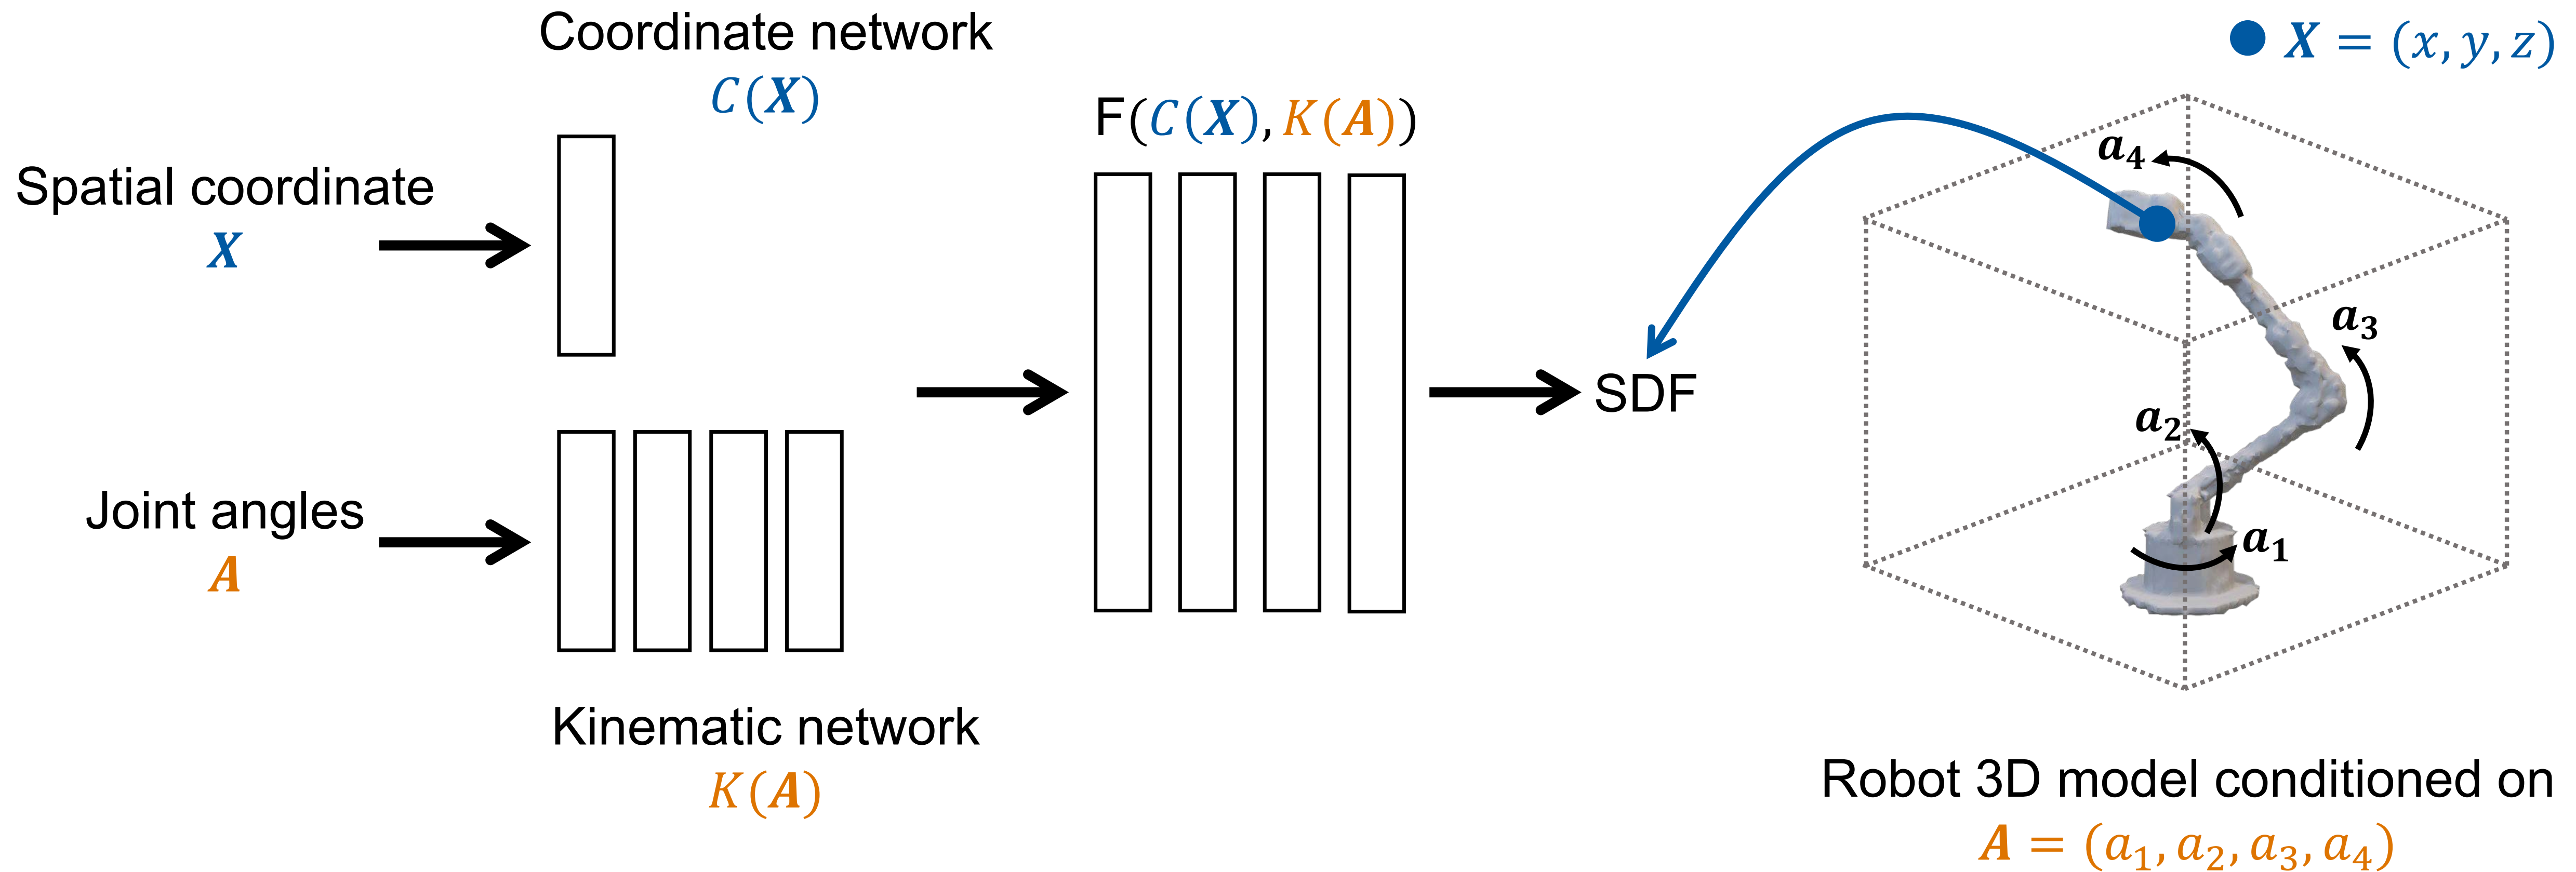 Coordinate network
C(X)
Spatial coordinate
X
Joint angles
A
Kinematic network
K(A)
F(C(X), K(A))
SDF
X = (x, y, z)
a₄
a₃
a₂
a₁
Robot 3D model conditioned on
A = (a₁, a₂, a₃, a₄)